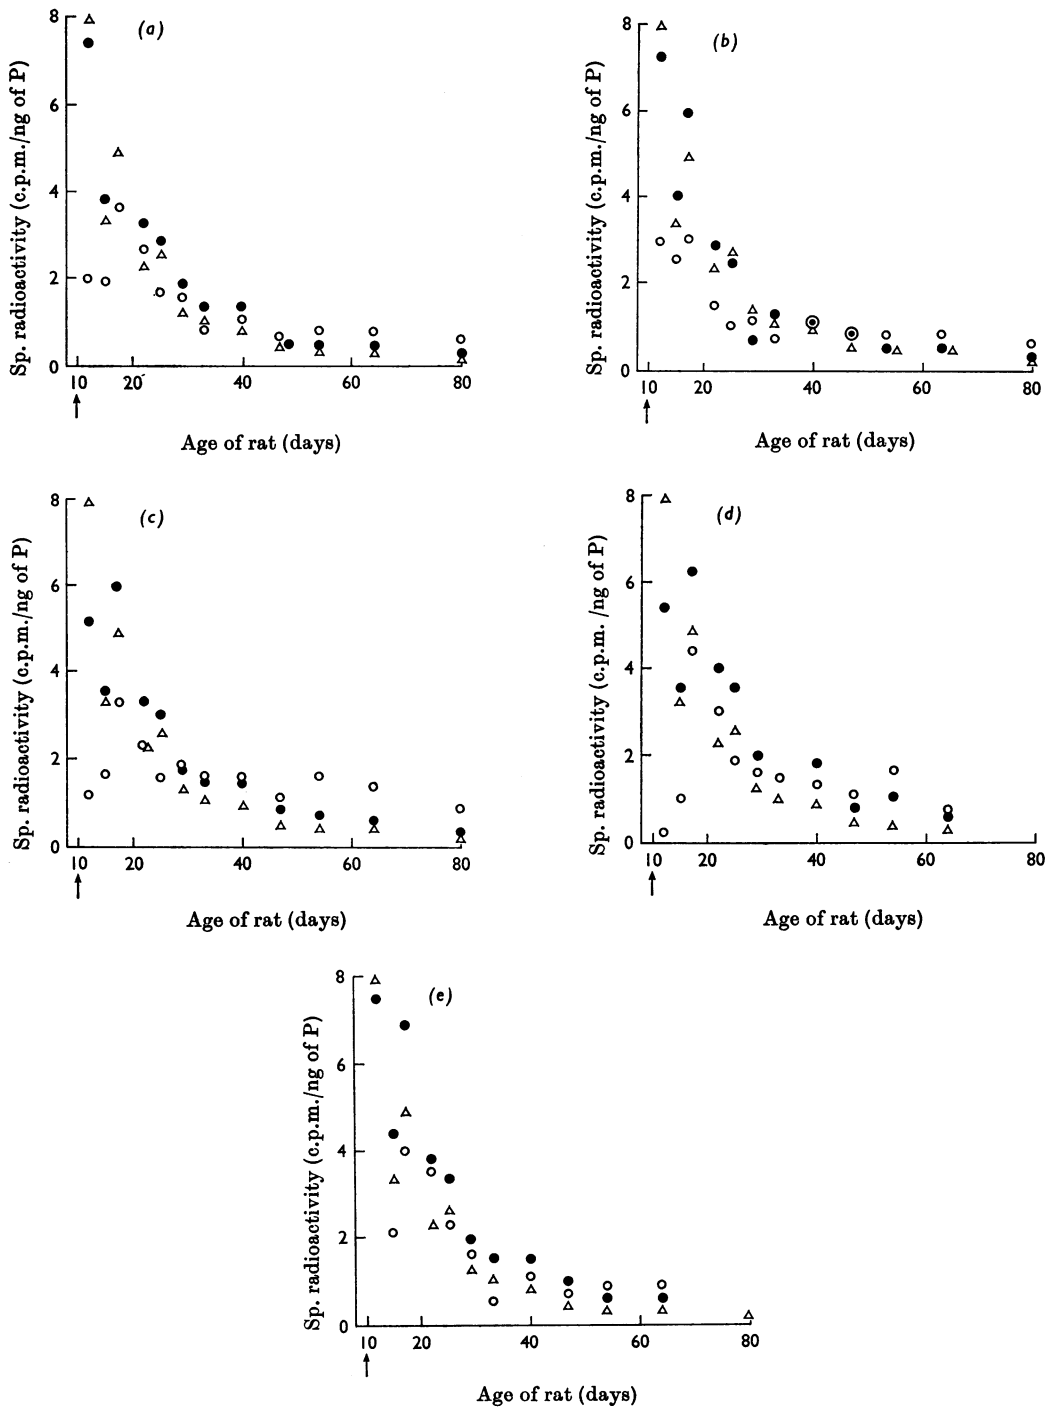 (a)
Sp. radioactivity (c.p.m./ng of P)
8
6
4
2
0
10 20 40 60 80
Age of rat (days)
(b)
Sp. radioactivity (c.p.m./ng of P)
8
6
4
2
0
10 20 40 60 80
Age of rat (days)
(c)
Sp. radioactivity (c.p.m./ng of P)
8
6
4
2
0
10 20 40 60 80
Age of rat (days)
(d)
Sp. radioactivity (c.p.m. /ng of P)
8
6
4
2
0
10 20 40 60 80
Age of rat (days)
(e)
Sp. radioactivity (c.p.m./ng of P)
8
6
4
2
0
10 20 40 60 80
Age of rat (days)